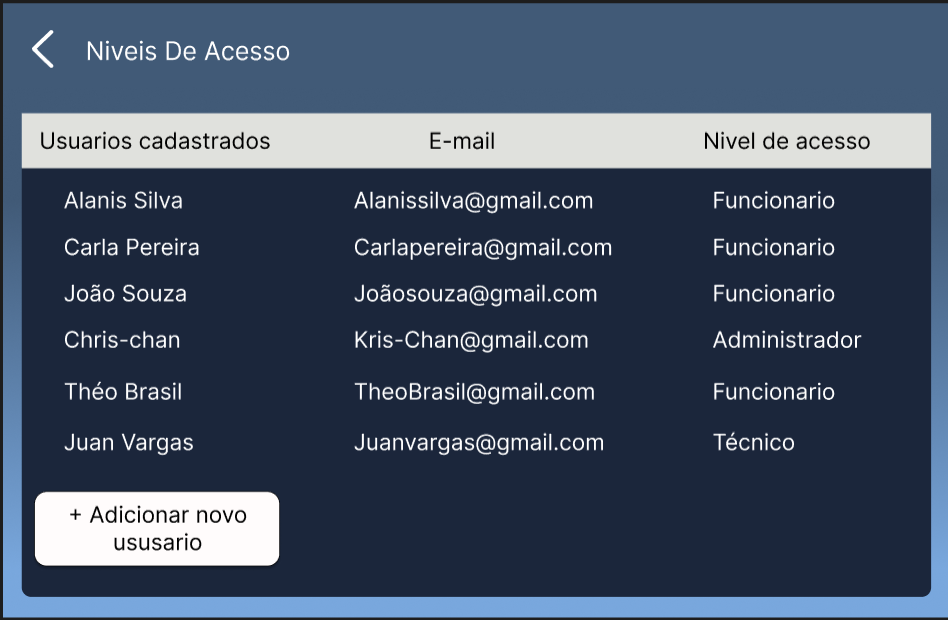 Niveis De Acesso
Usuarios cadastrados E-mail Nivel de acesso
Alanis Silva Alanissilva@gmail.com Funcionario
Carla Pereira Carlapereira@gmail.com Funcionario
João Souza Joãosouza@gmail.com Funcionario
Chris-chan Kris-Chan@gmail.com Administrador
Théo Brasil TheoBrasil@gmail.com Funcionario
Juan Vargas Juanvargas@gmail.com Técnico
+ Adicionar novo
ususario